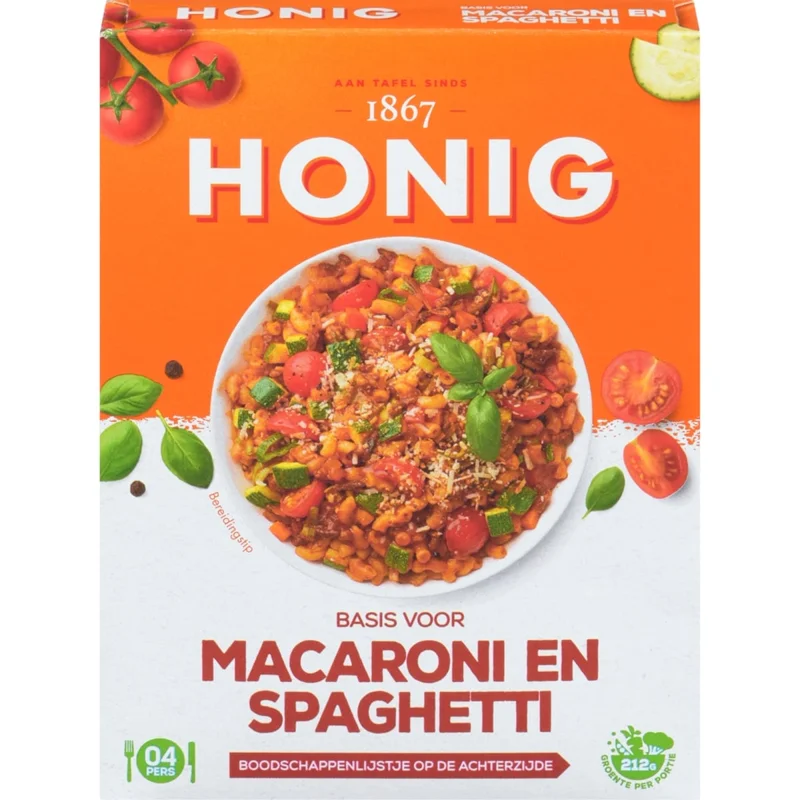 HONIG
BASIS VOOR
MACARONI EN
SPAGHETTI
AAN TAFEL SINDS
1867
HONIG
Bereidingstip
BASIS VOOR
MACARONI EN
SPAGHETTI
04
PERS
BOODSCHAPPENLIJSTJE OP DE ACHTERZIJDE
212G
GROENTE PER PORTIE